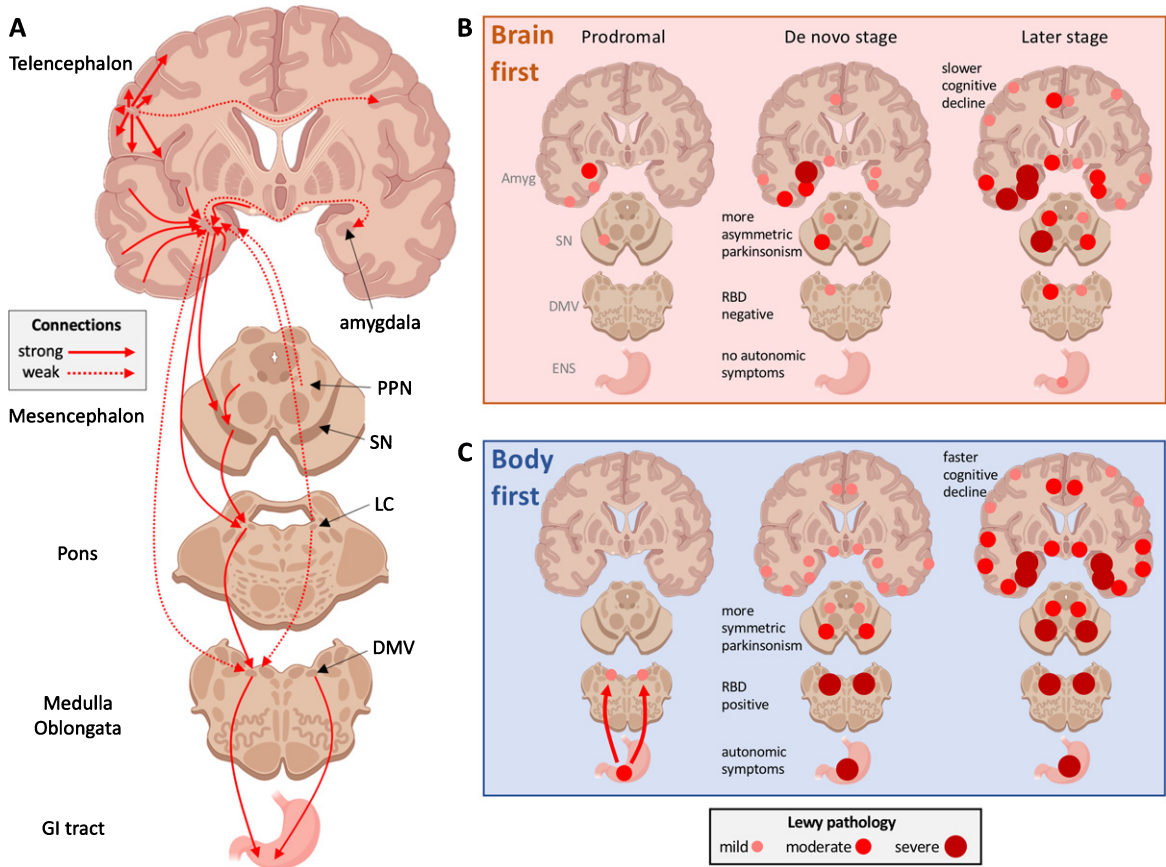 A
Telencephalon
amygdala
Connections
strong
weak
Mesencephalon
PPN
SN
LC
Pons
DMV
Medulla
Oblongata
GI tract
B
Brain
first
Prodromal
De novo stage
Later stage
slower
cognitive
decline
Amyg
SN
more
asymmetric
parkinsonism
DMV
RBD
negative
ENS
no autonomic
symptoms
C
Body
first
faster
cognitive
decline
more
symmetric
parkinsonism
RBD
positive
autonomic
symptoms
Lewy pathology
mild moderate severe